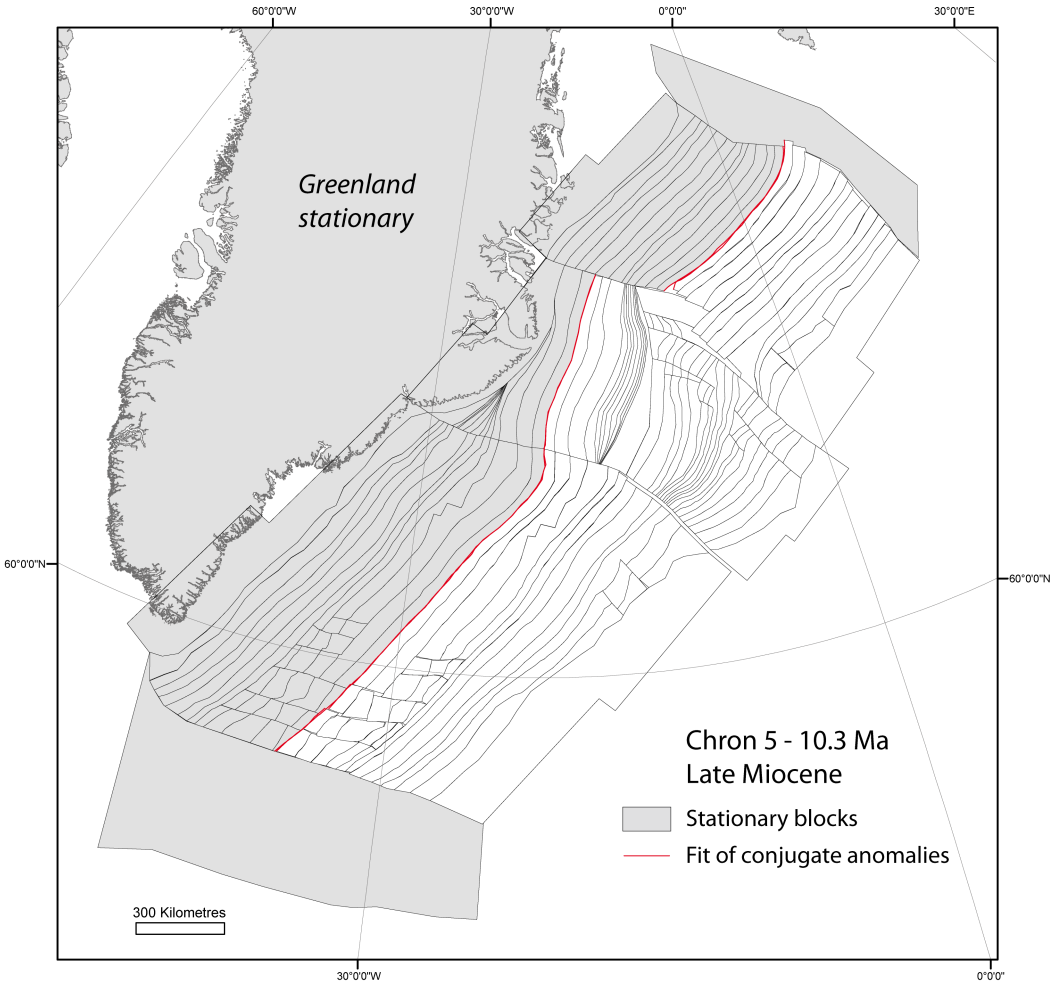 60°0'0"W
30°0'0"W
0°0'0"
30°0'0"E
Greenland
stationary
60°0'0"N
60°0'0"N
Chron 5 - 10.3 Ma
Late Miocene
Stationary blocks
Fit of conjugate anomalies
300 Kilometres
30°0'0"W
0°0'0"